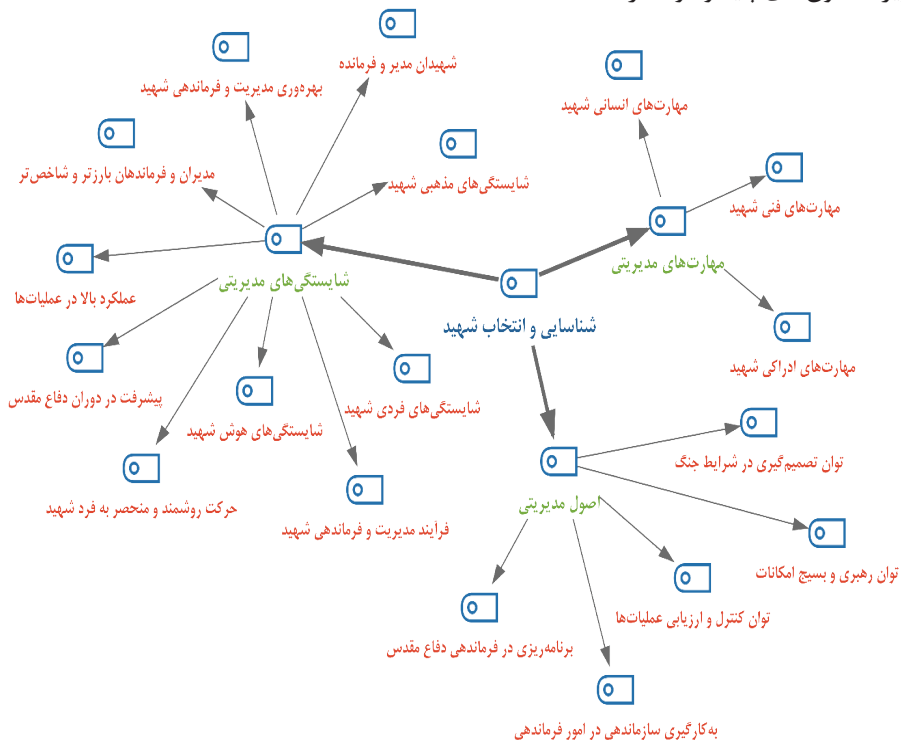 شهیدان مدیر و فرمانده
بهره‌وری مدیریت و فرماندهی شهید
مهارت‌های انسانی شهید
مدیران و فرماندهان بارزتر و شاخص‌تر
شایستگی‌های مذهبی شهید
مهارت‌های فنی شهید
مهارت‌های مدیریتی
شایستگی‌های مدیریتی
عملکرد بالا در عملیات‌ها
شناسایی و انتخاب شهید
مهارت‌های ادراکی شهید
پیشرفت در دوران دفاع مقدس
شایستگی‌های فردی شهید
شایستگی‌های هوش شهید
توان تصمیم‌گیری در شرایط جنگ
حرکت روشمند و منحصر به فرد شهید
فرآیند مدیریت و فرماندهی شهید
اصول مدیریتی
توان رهبری و بسیج امکانات
توان کنترل و ارزیابی عملیات‌ها
برنامه‌ریزی در فرماندهی دفاع مقدس
به‌کارگیری سازماندهی در امور فرماندهی